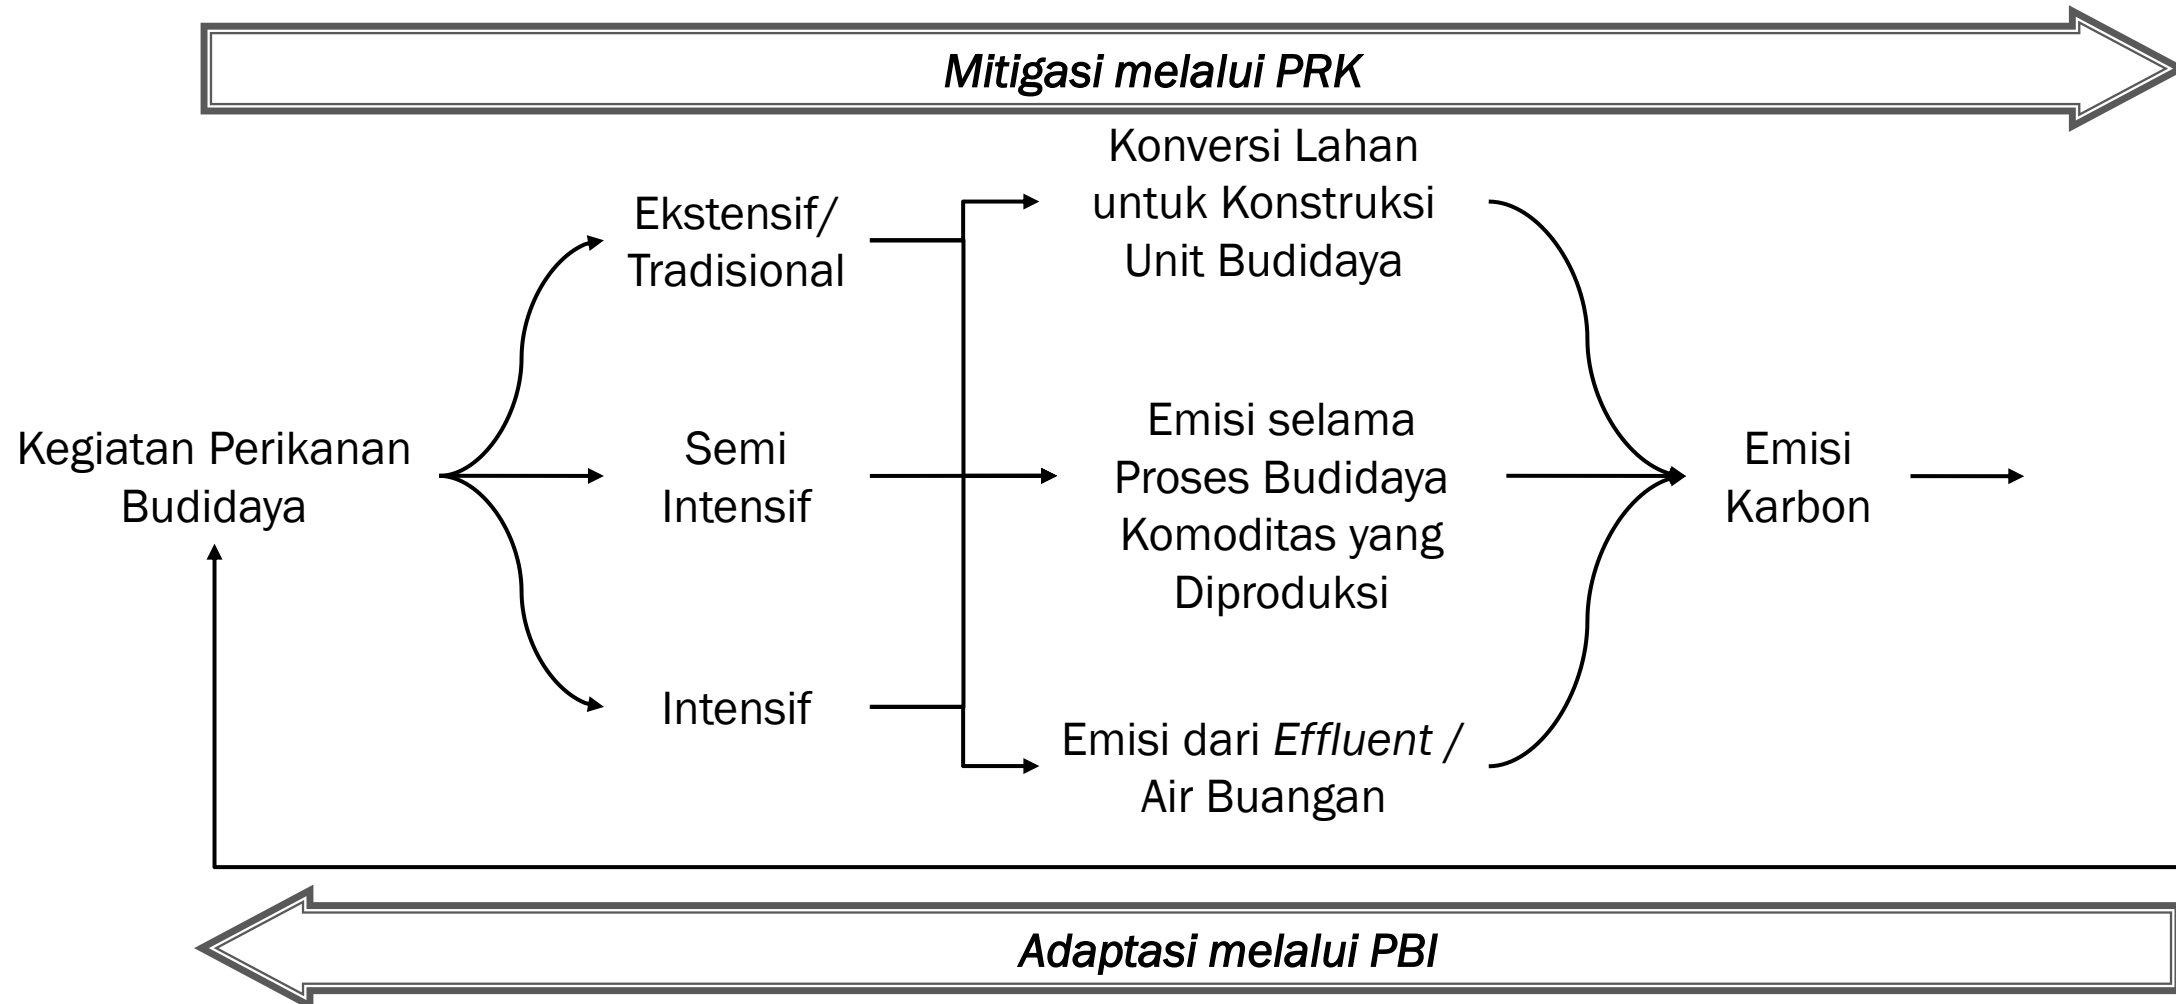 Mitigasi melalui PRK
Kegiatan Perikanan
Budidaya
Ekstensif/
Tradisional
Semi
Intensif
Intensif
Konversi Lahan
untuk Konstruksi
Unit Budidaya
Emisi selama
Proses Budidaya
Komoditas yang
Diproduksi
Emisi dari Effluent /
Air Buangan
Emisi
Karbon
Adaptasi melalui PBI